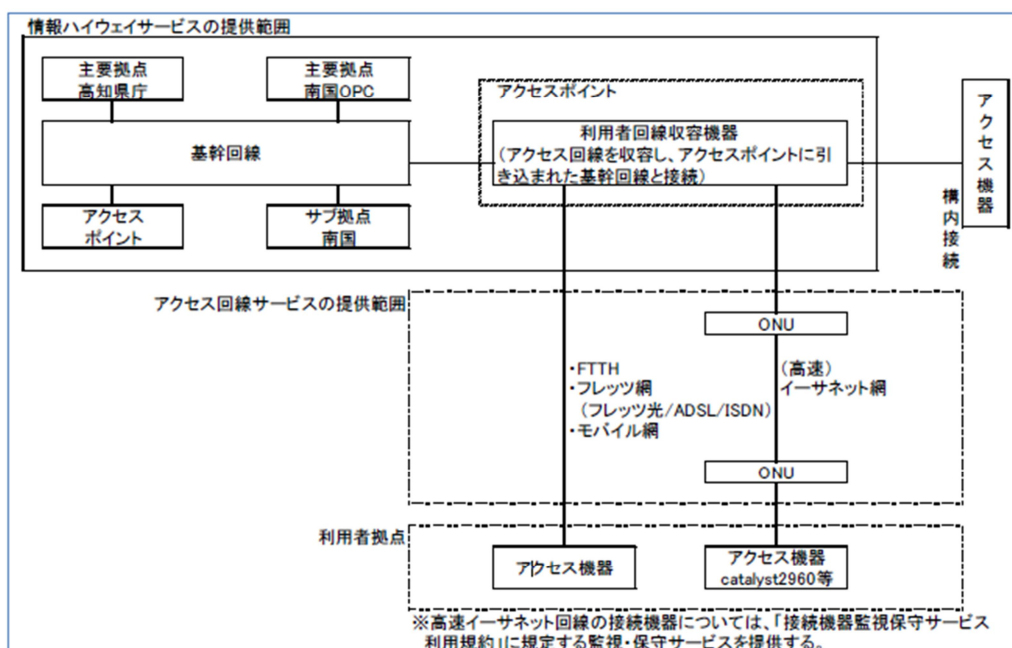 情報ハイウェイサービスの提供範囲
主要拠点
高知県庁
主要拠点
南国OPC
基幹回線
アクセス
ポイント
サブ拠点
南国
アクセスポイント
利用者回線収容機器
(アクセス回線を収容し、アクセスポイントに引
き込まれた基幹回線と接続)
アクセス機器
構内接続
アクセス回線サービスの提供範囲
ONU
・FTTH
・フレッツ網
(フレッツ光/ADSL/ISDN)
・モバイル網
(高速)
イーサネット網
ONU
利用者拠点
アクセス機器
アクセス機器
catalyst2960等
※高速イーサネット回線の接続機器については、「接続機器監視保守サービス
利用規約」に規定する監視・保守サービスを提供する。